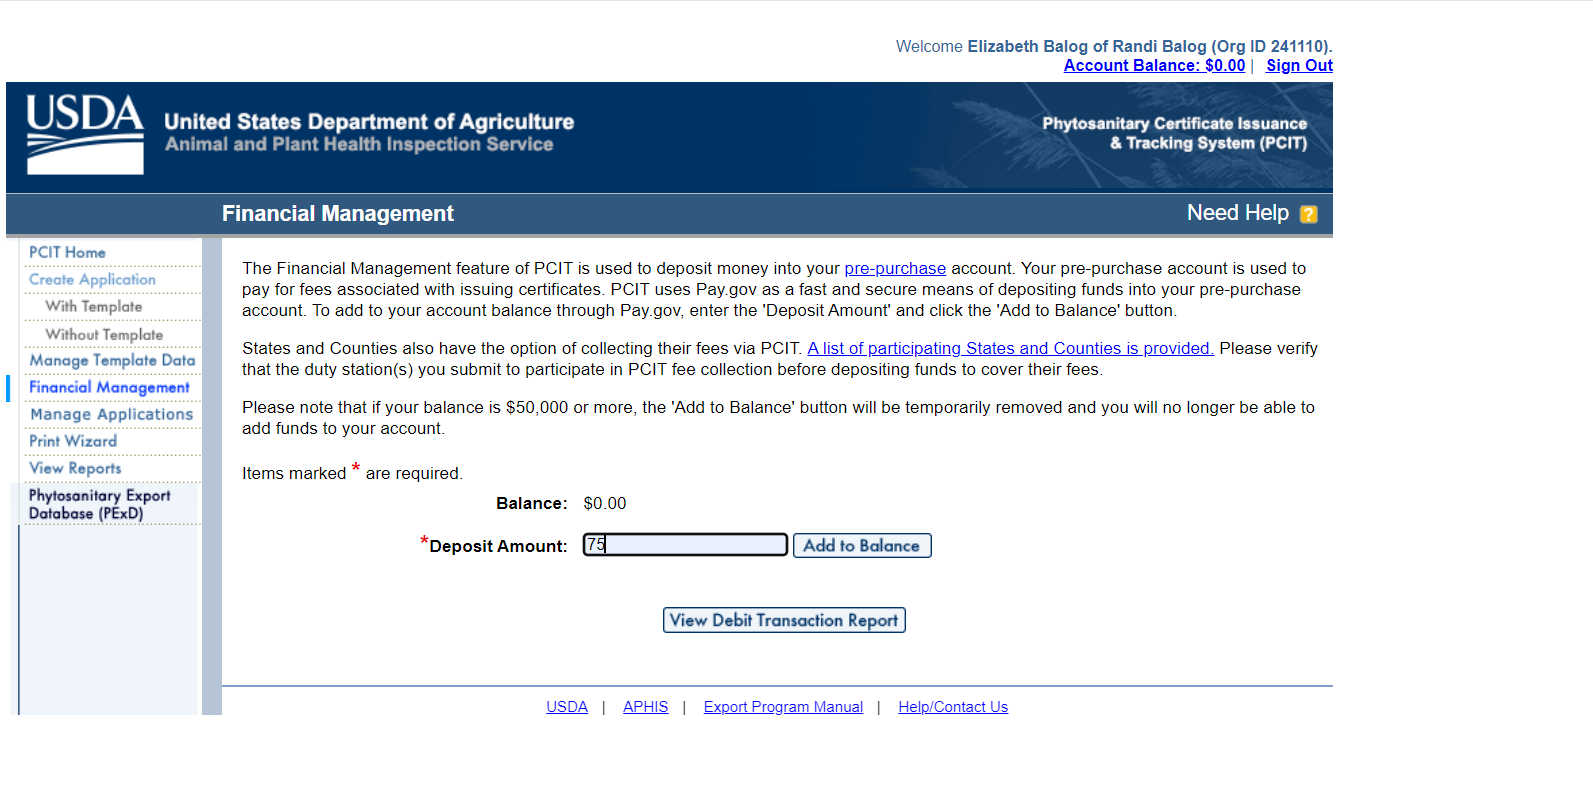 Welcome Elizabeth Balog of Randi Balog (Org ID 241110).
Account Balance: $0.00 | Sign Out
USDA
United States Department of Agriculture
Animal and Plant Health Inspection Service
Phytosanitary Certificate Issuance
& Tracking System (PCIT)
Financial Management
Need Help ?
PCIT Home
Create Application
With Template
Without Template
Manage Template Data
Financial Management
Manage Applications
Print Wizard
View Reports
Phytosanitary Export
Database (PExD)
The Financial Management feature of PCIT is used to deposit money into your pre-purchase account. Your pre-purchase account is used to
pay for fees associated with issuing certificates. PCIT uses Pay.gov as a fast and secure means of depositing funds into your pre-purchase
account. To add to your account balance through Pay.gov, enter the 'Deposit Amount' and click the 'Add to Balance' button.
States and Counties also have the option of collecting their fees via PCIT. A list of participating States and Counties is provided. Please verify
that the duty station(s) you submit to participate in PCIT fee collection before depositing funds to cover their fees.
Please note that if your balance is $50,000 or more, the 'Add to Balance' button will be temporarily removed and you will no longer be able to
add funds to your account.
Items marked * are required.
Balance: $0.00
*Deposit Amount: 75 Add to Balance
View Debit Transaction Report
USDA | APHIS | Export Program Manual | Help/Contact Us